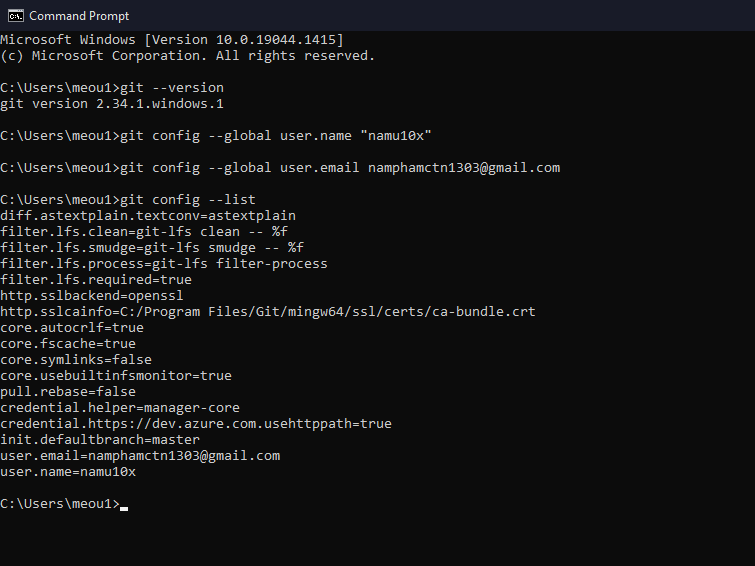 Command Prompt
Microsoft Windows [Version 10.0.19044.1415]
(c) Microsoft Corporation. All rights reserved.
C:\Users\meou1>git --version
git version 2.34.1.windows.1
C:\Users\meou1>git config --global user.name "namu10x"
C:\Users\meou1>git config --global user.email namphamctn1303@gmail.com
C:\Users\meou1>git config --list
diff.astextplain.textconv=astextplain
filter.lfs.clean=git-lfs clean -- %f
filter.lfs.smudge=git-lfs smudge -- %f
filter.lfs.process=git-lfs filter-process
filter.lfs.required=true
http.sslbackend=openssl
http.sslcainfo=C:/Program Files/Git/mingw64/ssl/certs/ca-bundle.crt
core.autocrlf=true
core.fscache=true
core.symlinks=false
core.usebuiltinfsmonitor=true
pull.rebase=false
credential.helper=manager-core
credential.https://dev.azure.com.usehttppath=true
init.defaultbranch=master
user.email=namphamctn1303@gmail.com
user.name=namu10x
C:\Users\meou1>